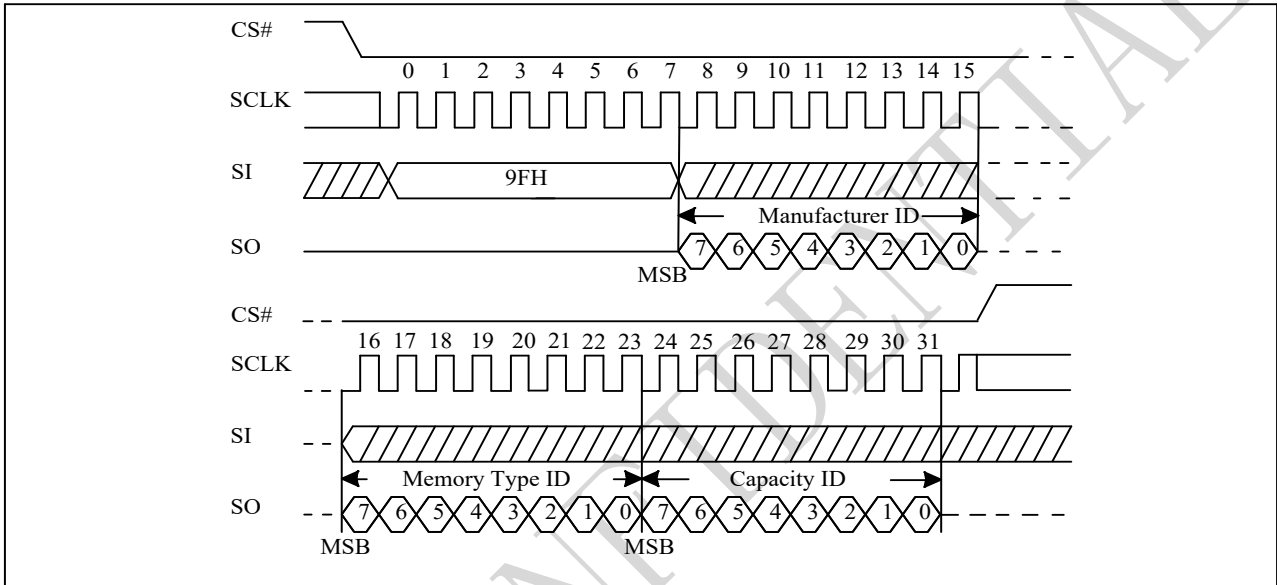 CS#
0 1 2 3 4 5 6 7 8 9 10 11 12 13 14 15
SCLK
SI
9FH
Manufacturer ID
SO
7 6 5 4 3 2 1 0
MSB
CS#
16 17 18 19 20 21 22 23 24 25 26 27 28 29 30 31
SCLK
SI
Memory Type ID Capacity ID
SO
7 6 5 4 3 2 1 0 7 6 5 4 3 2 1 0
MSB MSB
NFIDENTIAL